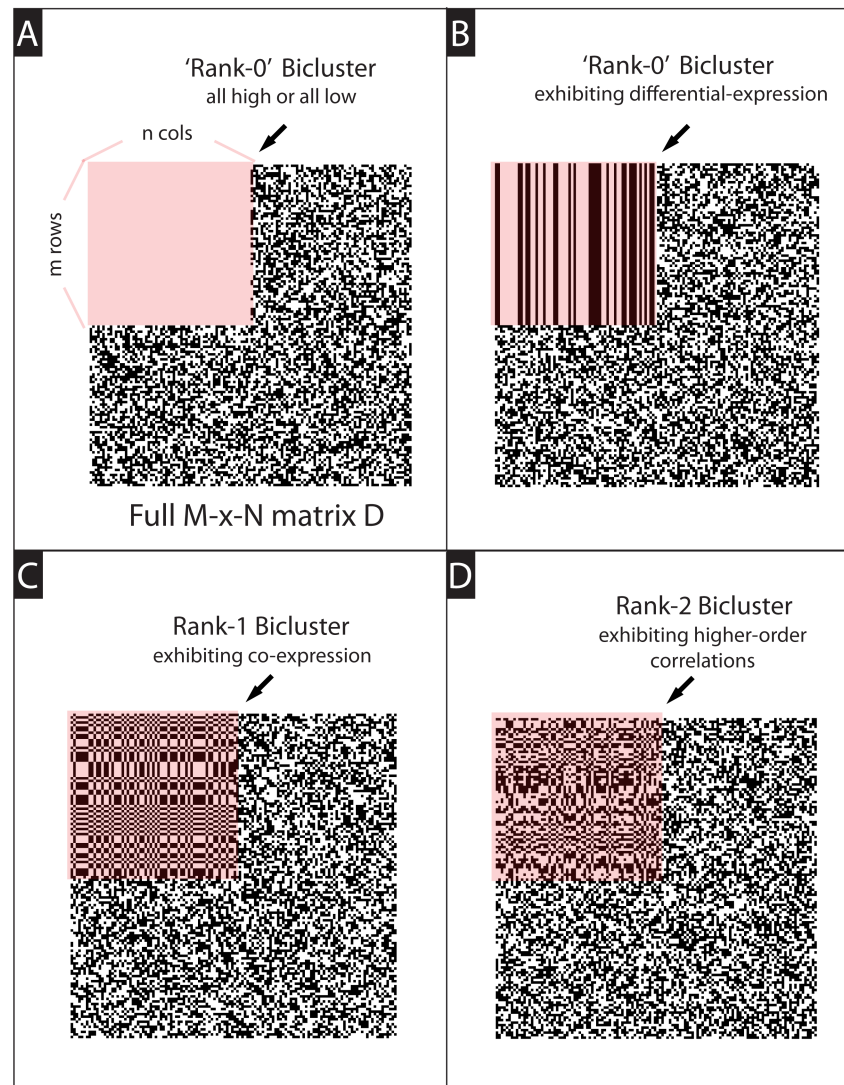 A
'Rank-0' Bicluster
all high or all low
n cols
m rows
Full M-x-N matrix D
B
'Rank-0' Bicluster
exhibiting differential-expression
C
Rank-1 Bicluster
exhibiting co-expression
D
Rank-2 Bicluster
exhibiting higher-order
correlations